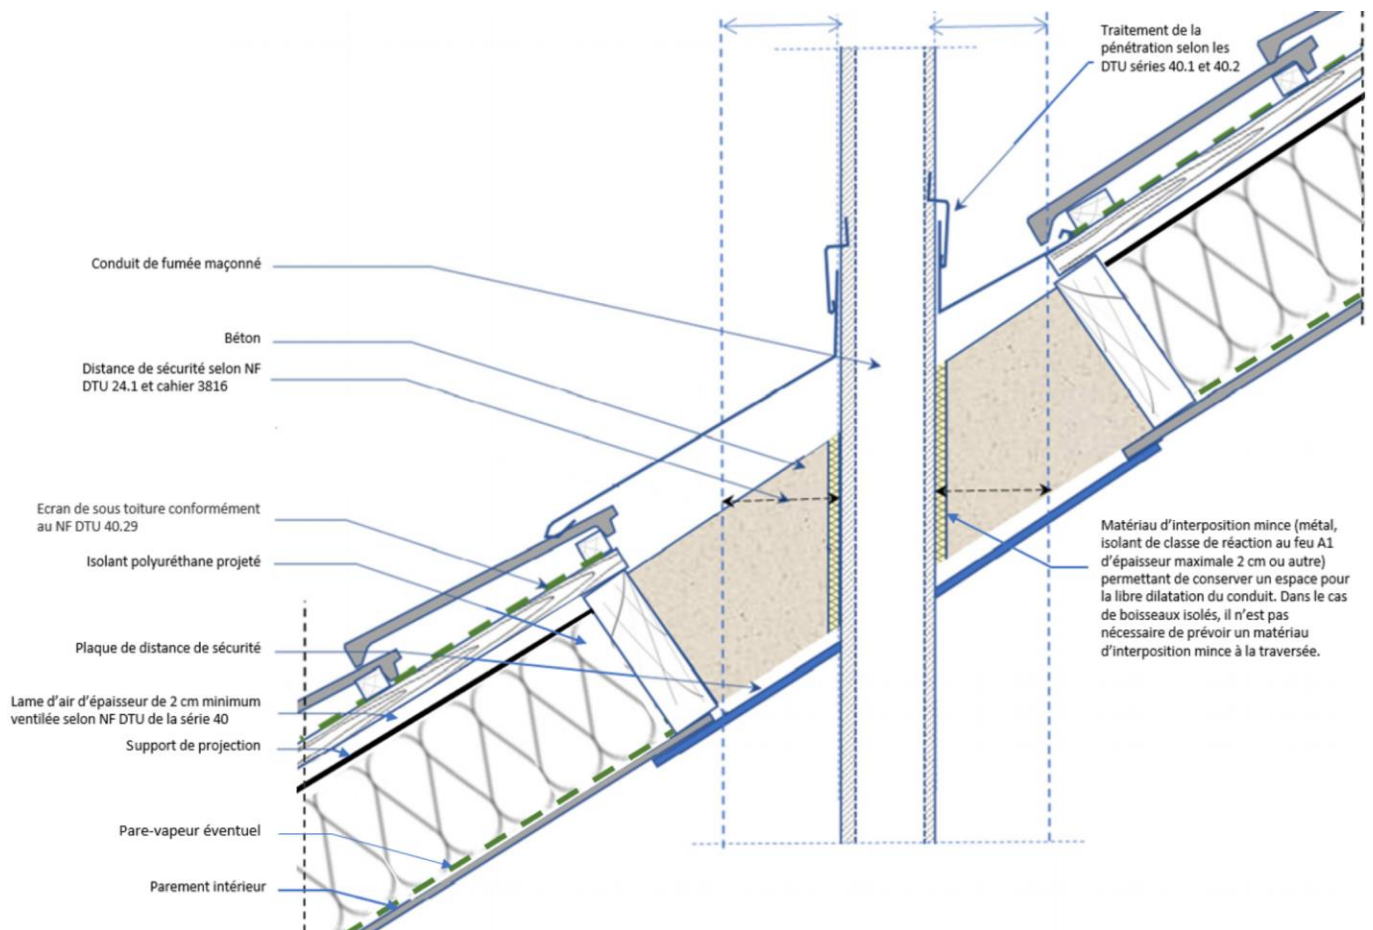 Traitement de la
pénétration selon les
DTU séries 40.1 et 40.2
Conduit de fumée maçonné
Béton
Distance de sécurité selon NF
DTU 24.1 et cahier 3816
Ecran de sous toiture conformément
au NF DTU 40.29
Isolant polyuréthane projeté
Plaque de distance de sécurité
Lame d'air d'épaisseur de 2 cm minimum
ventilée selon NF DTU de la série 40
Support de projection
Pare-vapeur éventuel
Parement intérieur
Matériau d'interposition mince (métal,
isolant de classe de réaction au feu A1
d'épaisseur maximale 2 cm ou autre)
permettant de conserver un espace pour
la libre dilatation du conduit. Dans le cas
de boisseaux isolés, il n'est pas
nécessaire de prévoir un matériau
d'interposition mince à la traversée.